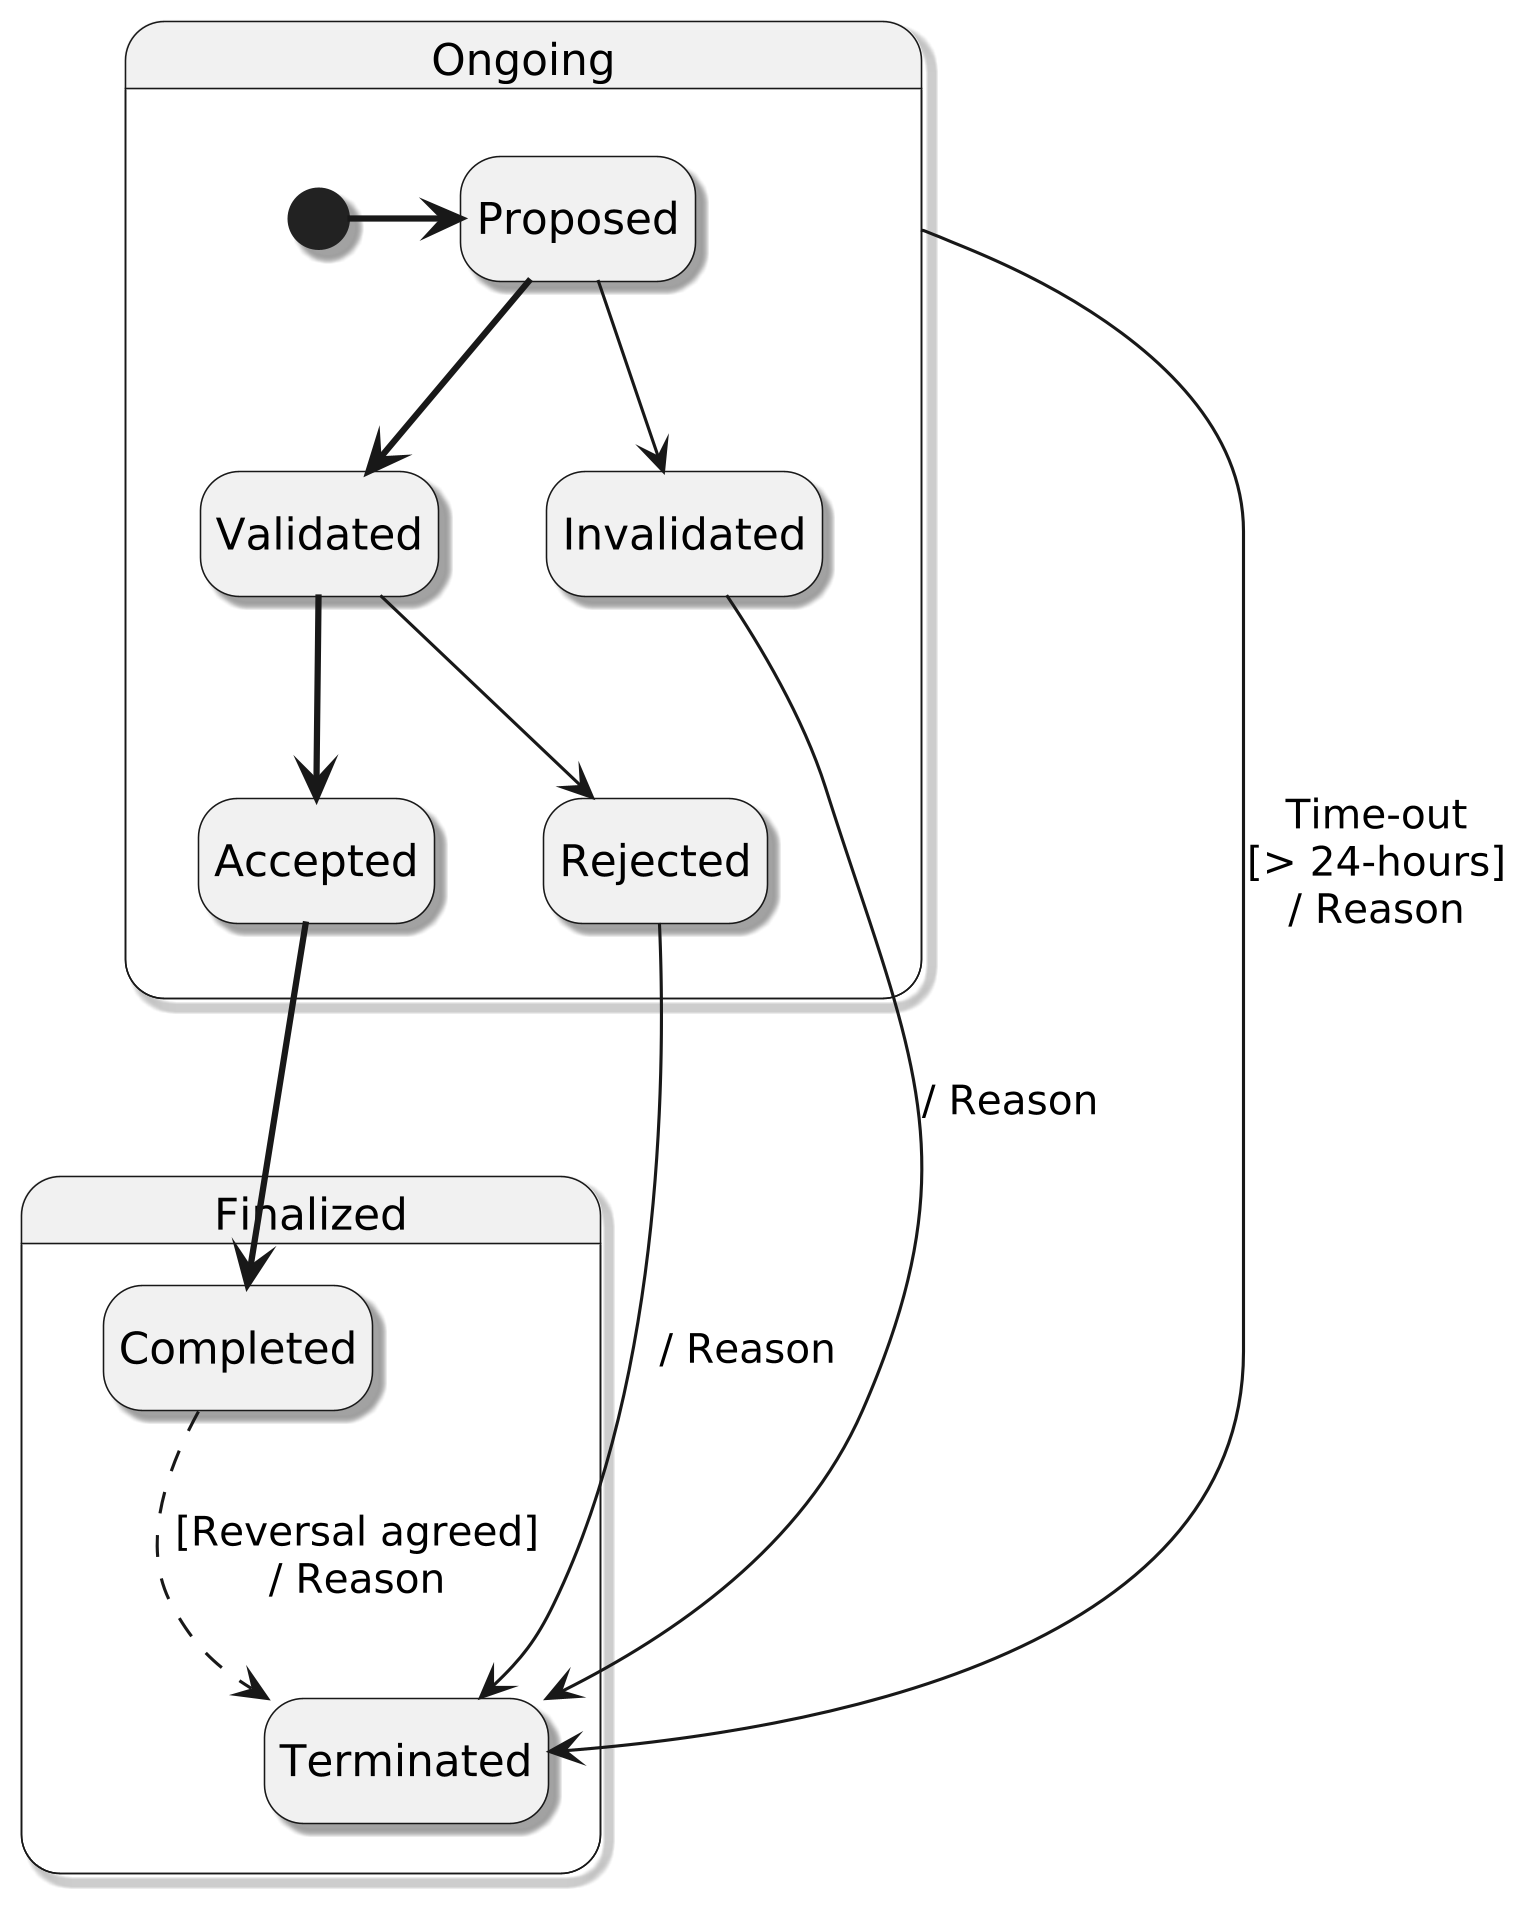 Ongoing
Proposed
Validated
Invalidated
Accepted
Rejected
Time-out
[> 24-hours]
/ Reason
/ Reason
Finalized
Completed
/ Reason
[Reversal agreed]
/ Reason
Terminated